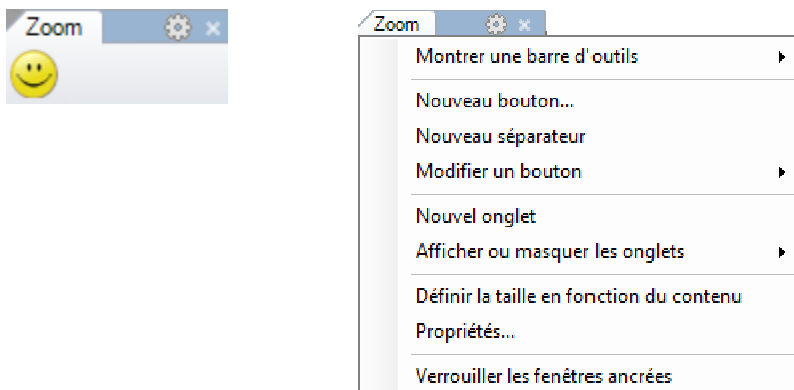 Zoom
Zoom
Montrer une barre d'outils
Nouveau bouton...
Nouveau séparateur
Modifier un bouton
Nouvel onglet
Afficher ou masquer les onglets
Définir la taille en fonction du contenu
Propriétés...
Verrouiller les fenêtres ancrées